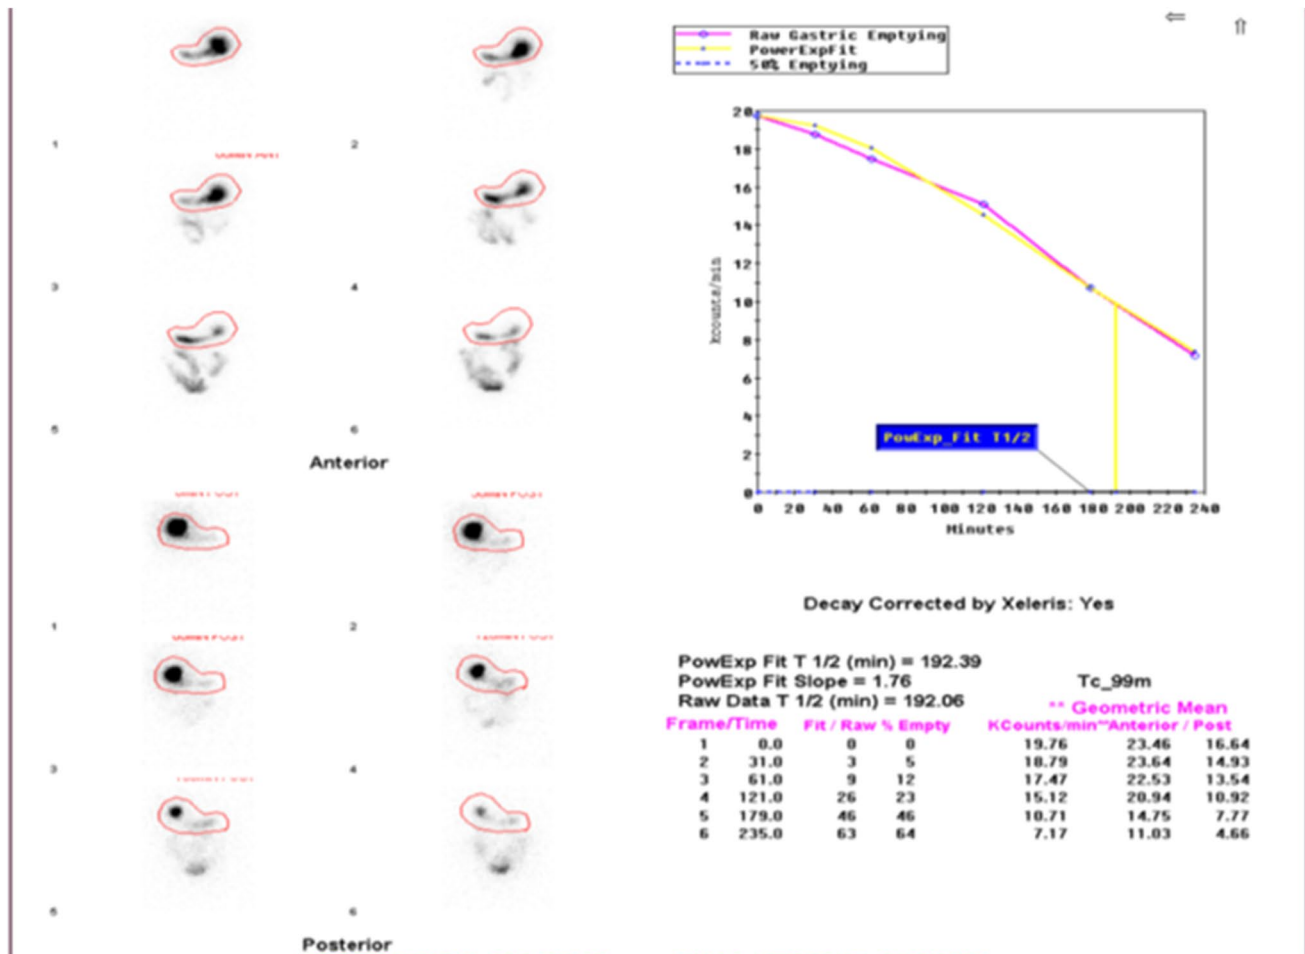 Raw Gastric Emptying
PowerExpFit
50% Emptying
1
2
3
4
5
6
Anterior
1
2
3
4
5
6
Posterior
20
18
16
14
12
10
8
6
4
2
0
kcounts/min
PowExp_Fit T1/2
0 20 40 60 80 100 120 140 160 180 200 220 240
Minutes
Decay Corrected by Xeleris: Yes
PowExp Fit T 1/2 (min) = 192.39
PowExp Fit Slope = 1.76 Tc_99m
Raw Data T 1/2 (min) = 192.06 ** Geometric Mean
Frame/Time Fit / Raw % Empty KCounts/min**Anterior / Post
1 0.0 0 0 19.76 23.46 16.64
2 31.0 3 5 18.79 23.64 14.93
3 61.0 9 12 17.47 22.53 13.54
4 121.0 26 23 15.12 20.94 10.92
5 179.0 46 46 10.71 14.75 7.77
6 235.0 63 64 7.17 11.03 4.66